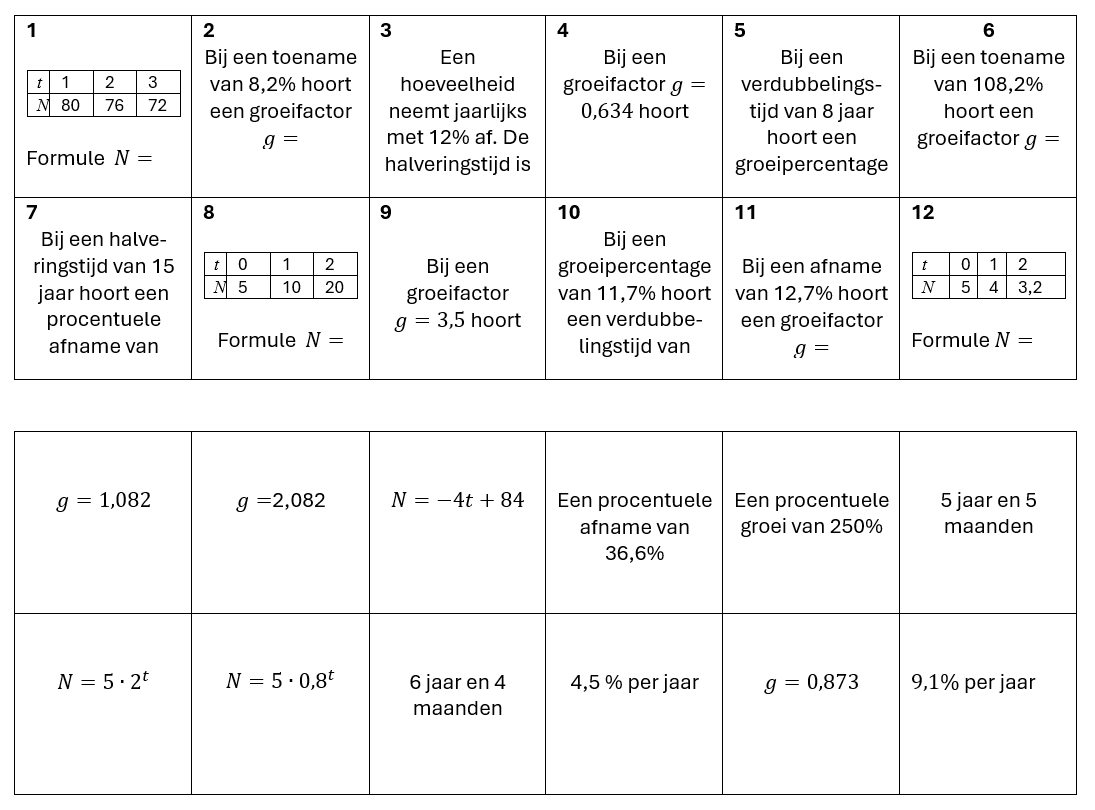 1
t 1 2 3
N 80 76 72
Formule N =
2
Bij een toename
van 8,2% hoort
een groeifactor
g =
3
Een
hoeveelheid
neemt jaarlijks
met 12% af. De
halveringstijd is
4
Bij een
groeifactor g =
0,634 hoort
5
Bij een
verdubbelings-
tijd van 8 jaar
hoort een
groeipercentage
6
Bij een toename
van 108,2%
hoort een
groeifactor g =
7
Bij een halve-
ringstijd van 15
jaar hoort een
procentuele
afname van
8
t 0 1 2
N 5 10 20
Formule N =
9
Bij een
groeifactor
g = 3,5 hoort
10
Bij een
groeipercentage
van 11,7% hoort
een verdubbe-
lingstijd van
11
Bij een afname
van 12,7% hoort
een groeifactor
g =
12
t 0 1 2
N 5 4 3,2
Formule N =
g = 1,082
g =2,082
N = −4t + 84
Een procentuele
afname van
36,6%
Een procentuele
groei van 250%
5 jaar en 5
maanden
N = 5 · 2^t
N = 5 · 0,8^t
6 jaar en 4
maanden
4,5 % per jaar
g = 0,873
9,1% per jaar